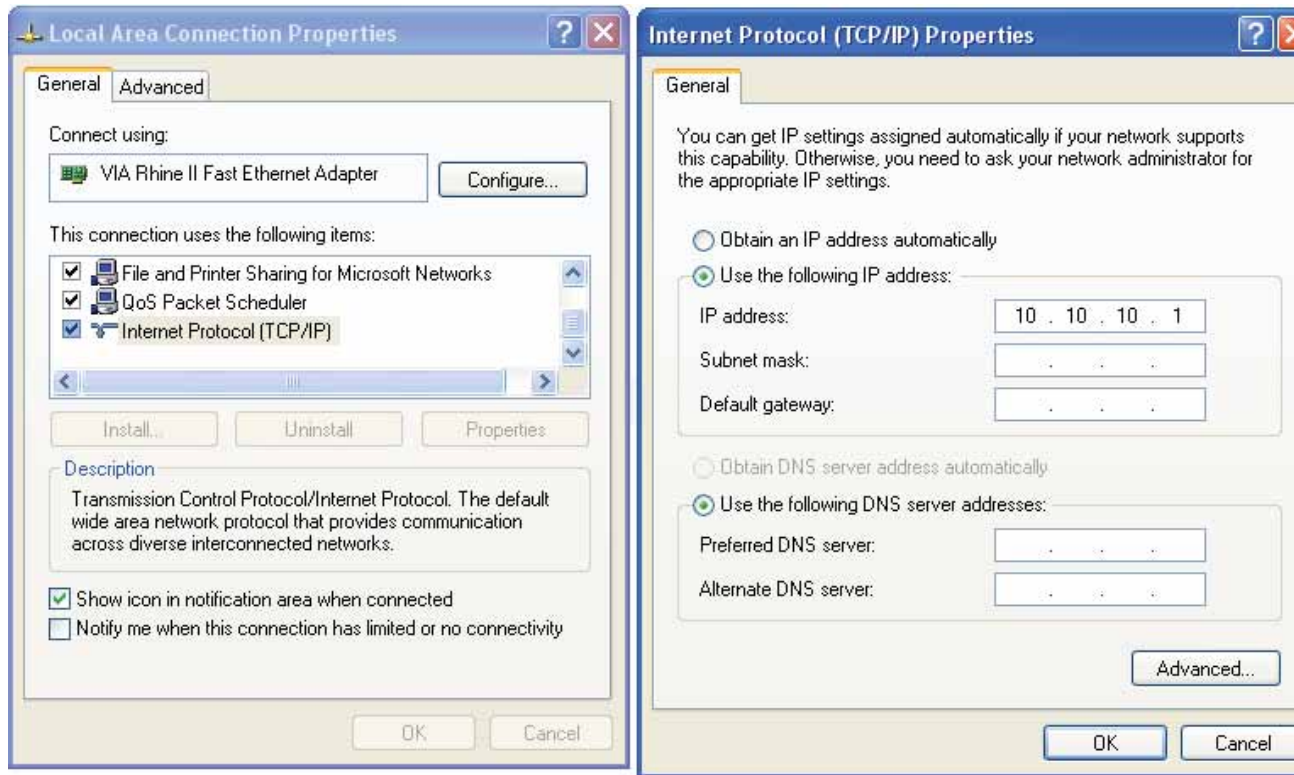 Local Area Connection Properties
General
Advanced
Connect using:
VIA Rhine II Fast Ethernet Adapter
Configure...
This connection uses the following items:
File and Printer Sharing for Microsoft Networks
QoS Packet Scheduler
Internet Protocol (TCP/IP)
Install...
Uninstall
Properties
Description
Transmission Control Protocol/Internet Protocol. The default
wide area network protocol that provides communication
across diverse interconnected networks.
Show icon in notification area when connected
Notify me when this connection has limited or no connectivity
OK
Cancel
Internet Protocol (TCP/IP) Properties
General
You can get IP settings assigned automatically if your network supports
this capability. Otherwise, you need to ask your network administrator for
the appropriate IP settings.
Obtain an IP address automatically
Use the following IP address:
IP address:
10 . 10 . 10 . 1
Subnet mask:
. . .
Default gateway:
. . .
Obtain DNS server address automatically
Use the following DNS server addresses:
Preferred DNS server:
. . .
Alternate DNS server:
. . .
Advanced...
OK
Cancel